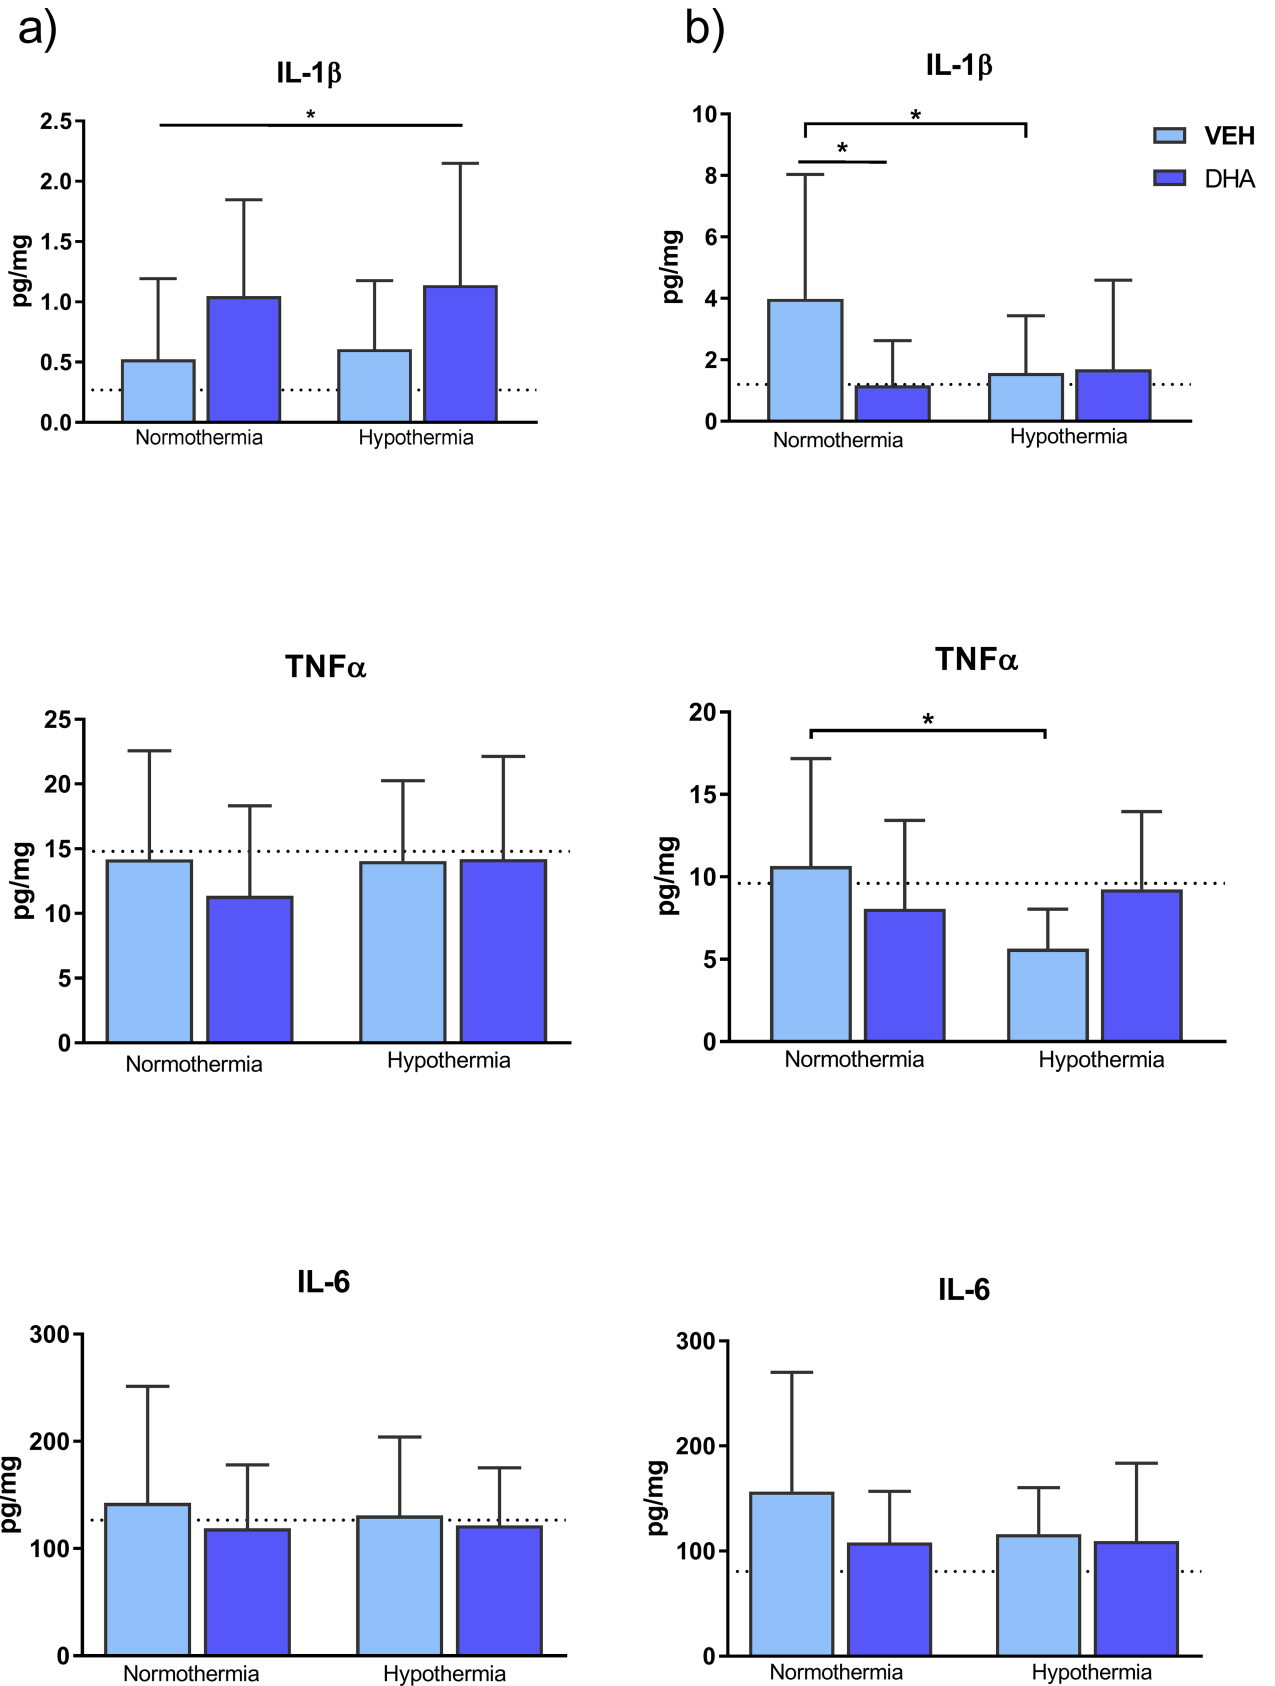 a)
IL-1β
*
2.5
2.0
1.5
1.0
0.5
0.0
pg/mg
Normothermia
Hypothermia
b)
IL-1β
*
*
10
8
6
4
2
0
pg/mg
Normothermia
Hypothermia
VEH
DHA
TNFα
25
20
15
10
5
0
pg/mg
Normothermia
Hypothermia
TNFα
*
20
15
10
5
0
pg/mg
Normothermia
Hypothermia
IL-6
300
200
100
0
pg/mg
Normothermia
Hypothermia
IL-6
300
200
100
0
pg/mg
Normothermia
Hypothermia